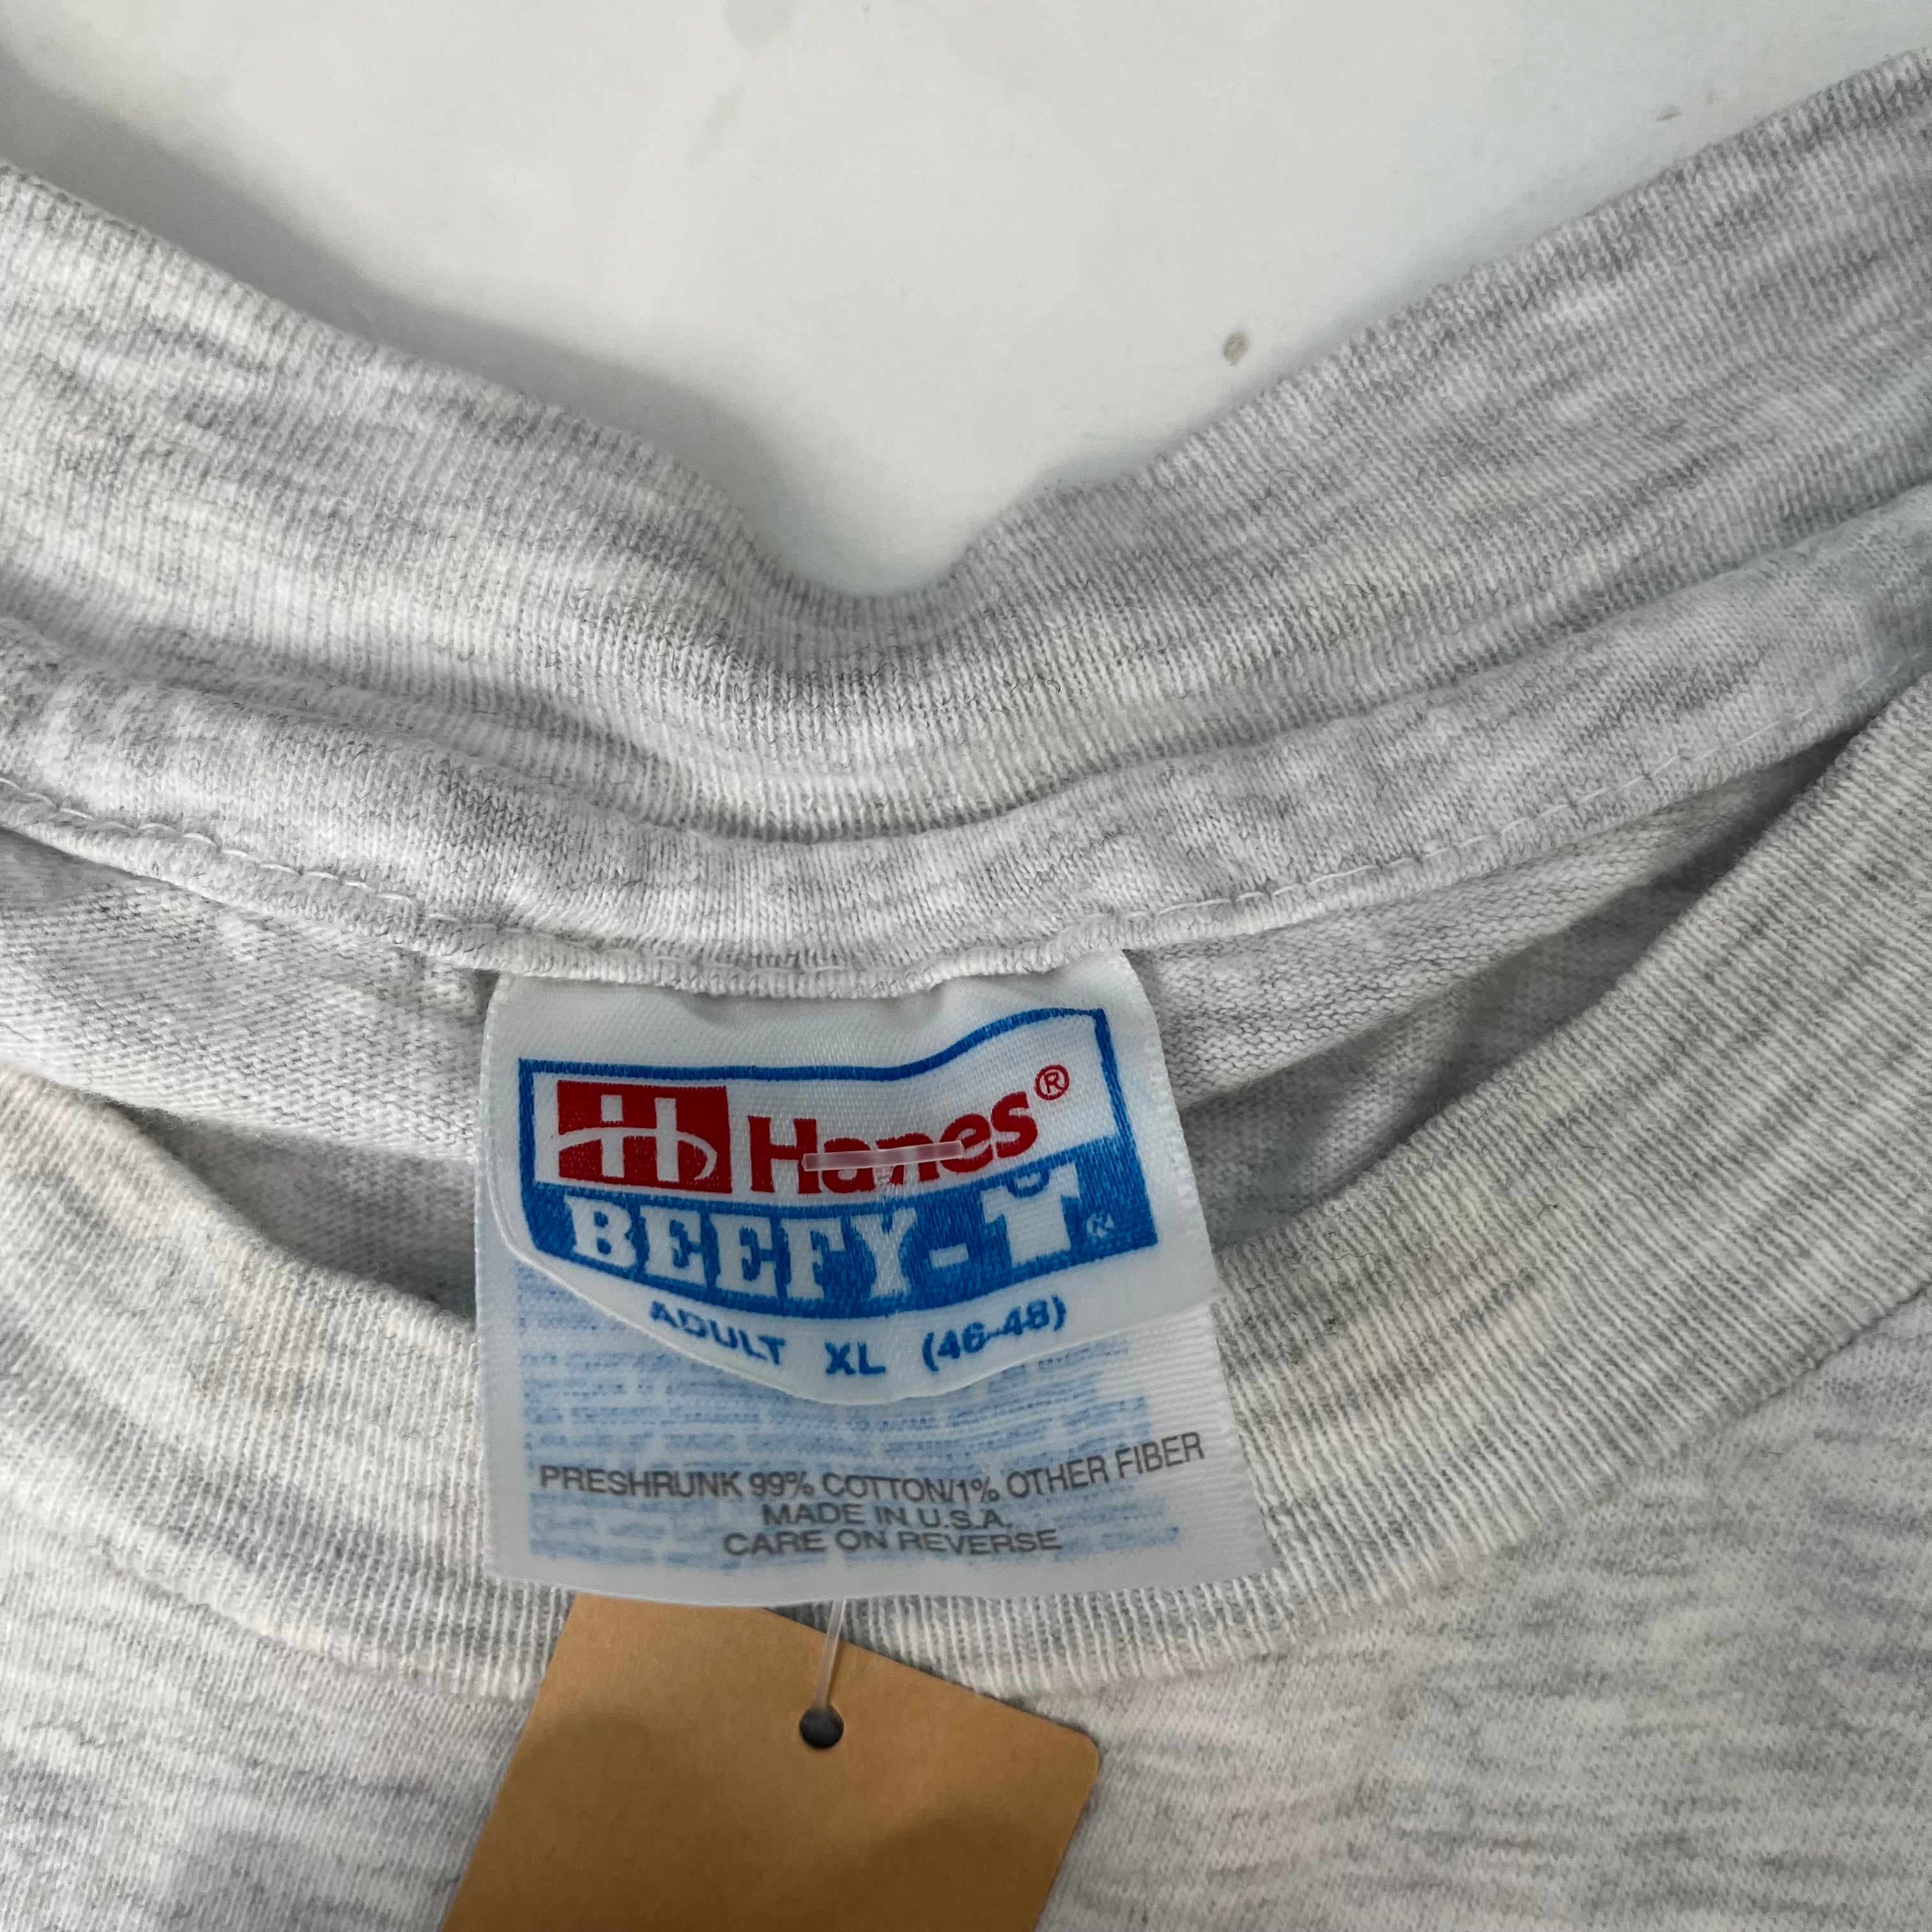 H Hanes®
BEEFY-T®
ADULT XL (46-48)
PRESHRUNK 99% COTTON/1% OTHER FIBER
MADE IN U.S.A.
CARE ON REVERSE